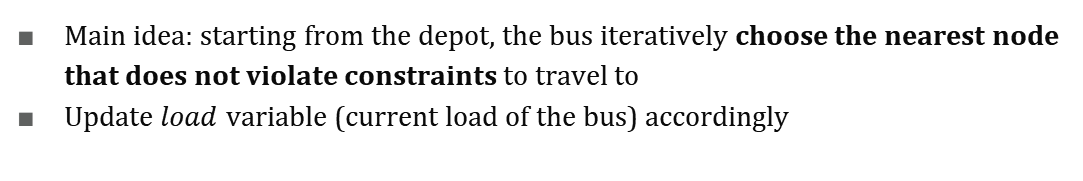 ▪ Main idea: starting from the depot, the bus iteratively choose the nearest node
that does not violate constraints to travel to
▪ Update load variable (current load of the bus) accordingly